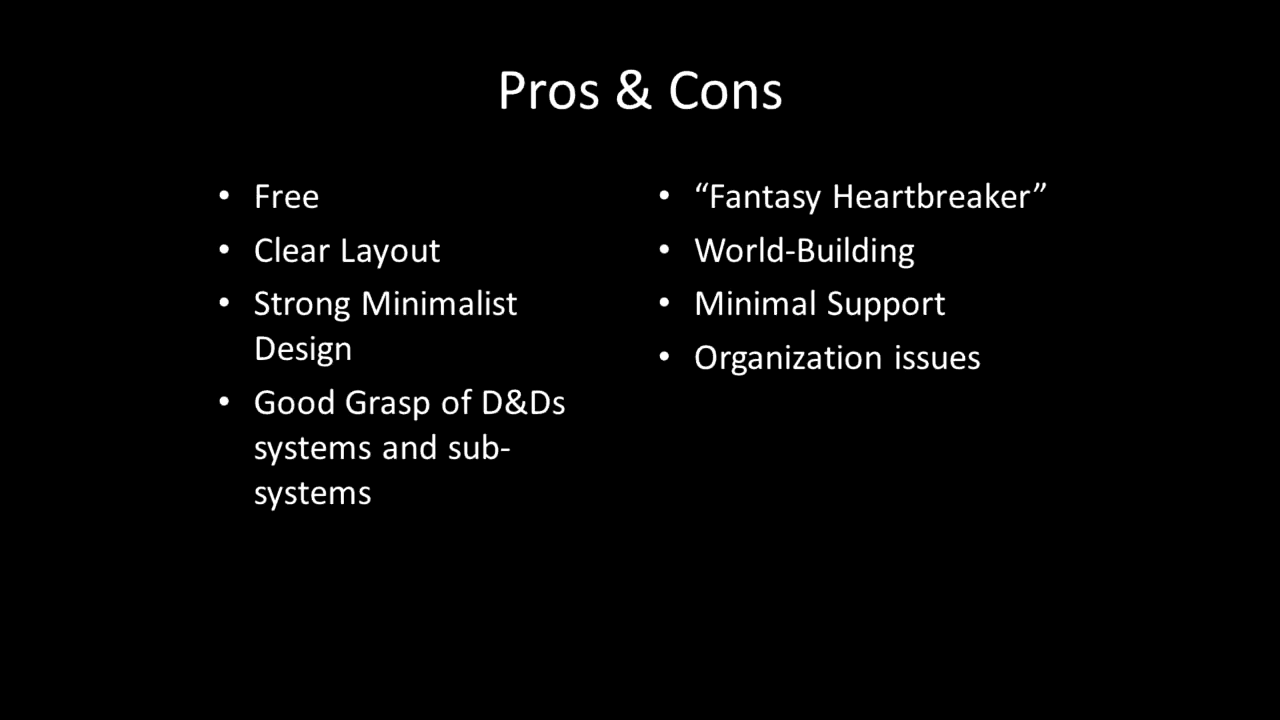 Pros & Cons
• Free
• Clear Layout
• Strong Minimalist
Design
• Good Grasp of D&Ds
systems and sub-
systems
• “Fantasy Heartbreaker”
• World-Building
• Minimal Support
• Organization issues